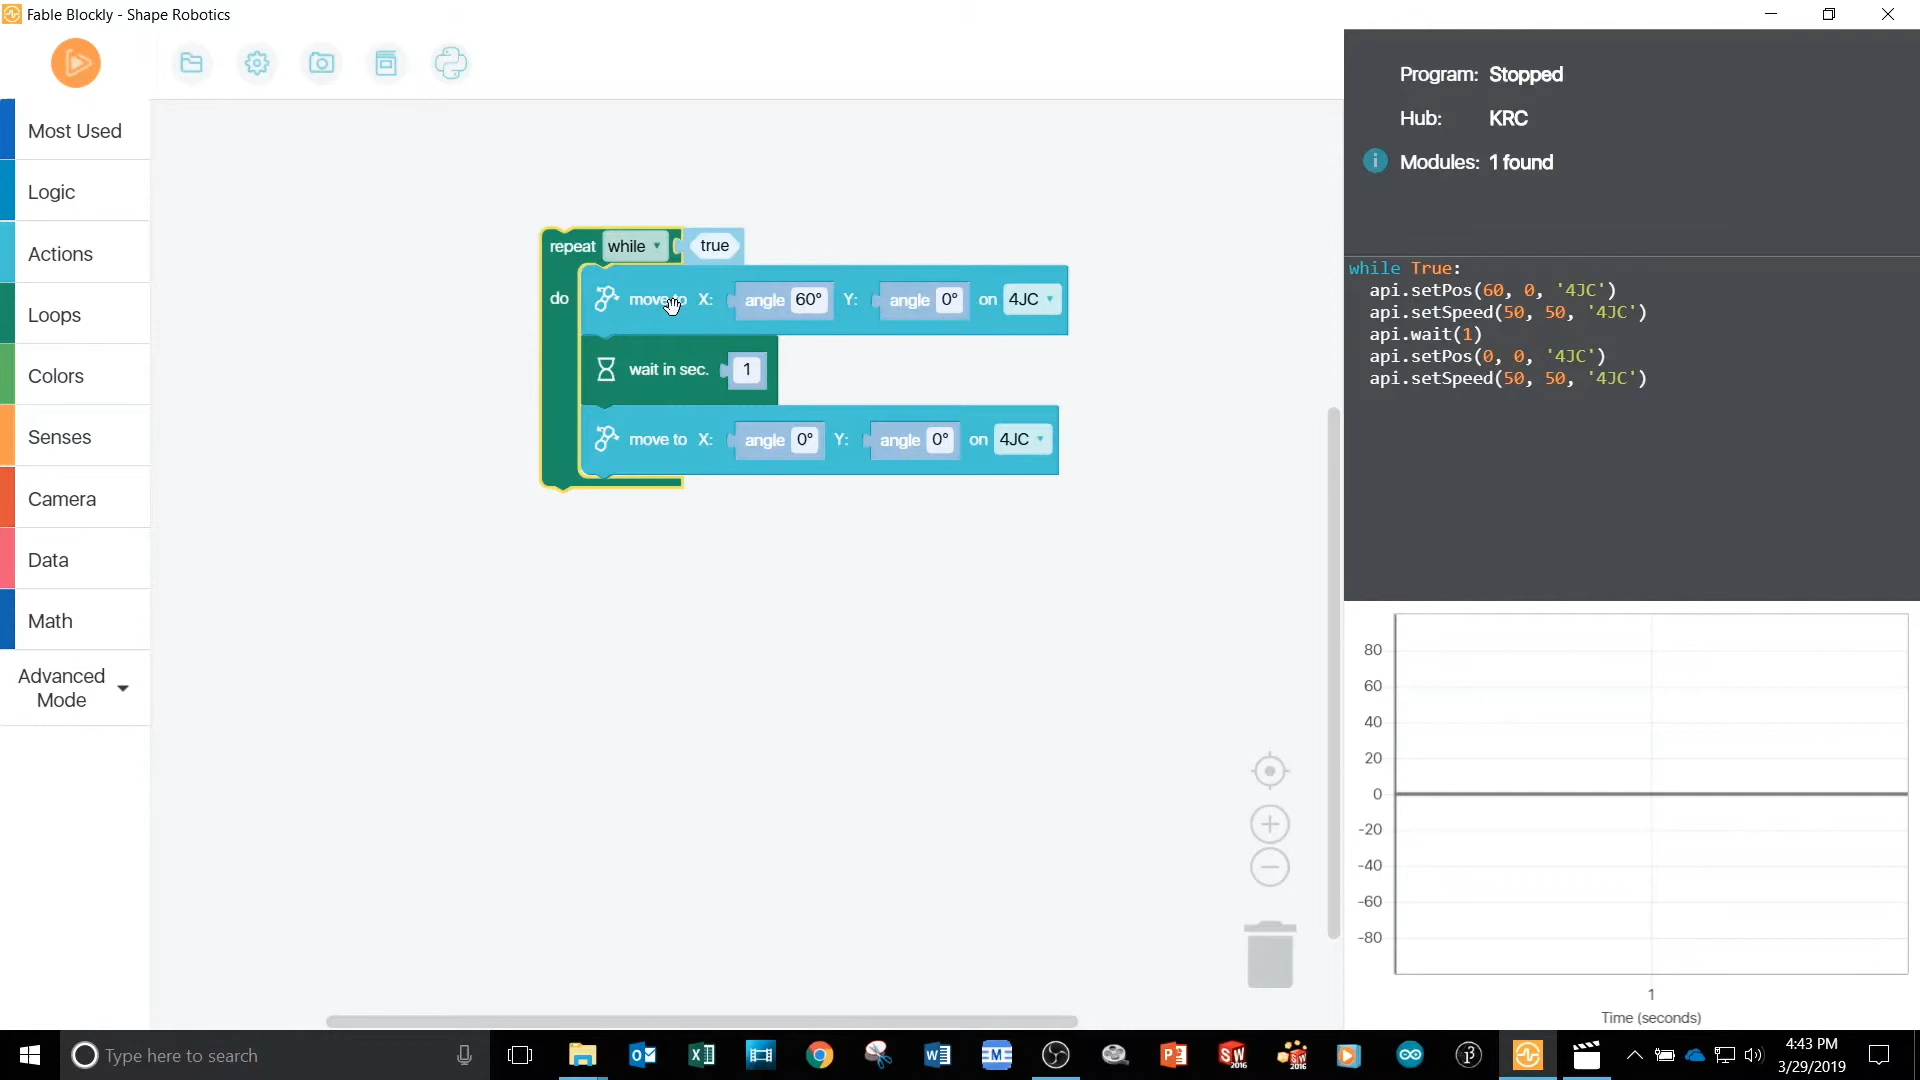 Fable Blockly - Shape Robotics
Most Used
Logic
Actions
Loops
Colors
Senses
Camera
Data
Math
Advanced
Mode
repeat while true
do move to X: angle 60° Y: angle 0° on 4JC
wait in sec. 1
move to X: angle 0° Y: angle 0° on 4JC
Program: Stopped
Hub: KRC
i Modules: 1 found
while True:
api.setPos(60, 0, '4JC')
api.setSpeed(50, 50, '4JC')
api.wait(1)
api.setPos(0, 0, '4JC')
api.setSpeed(50, 50, '4JC')
80
60
40
20
0
-20
-40
-60
-80
1
Time (seconds)
Type here to search
4:43 PM
3/29/2019